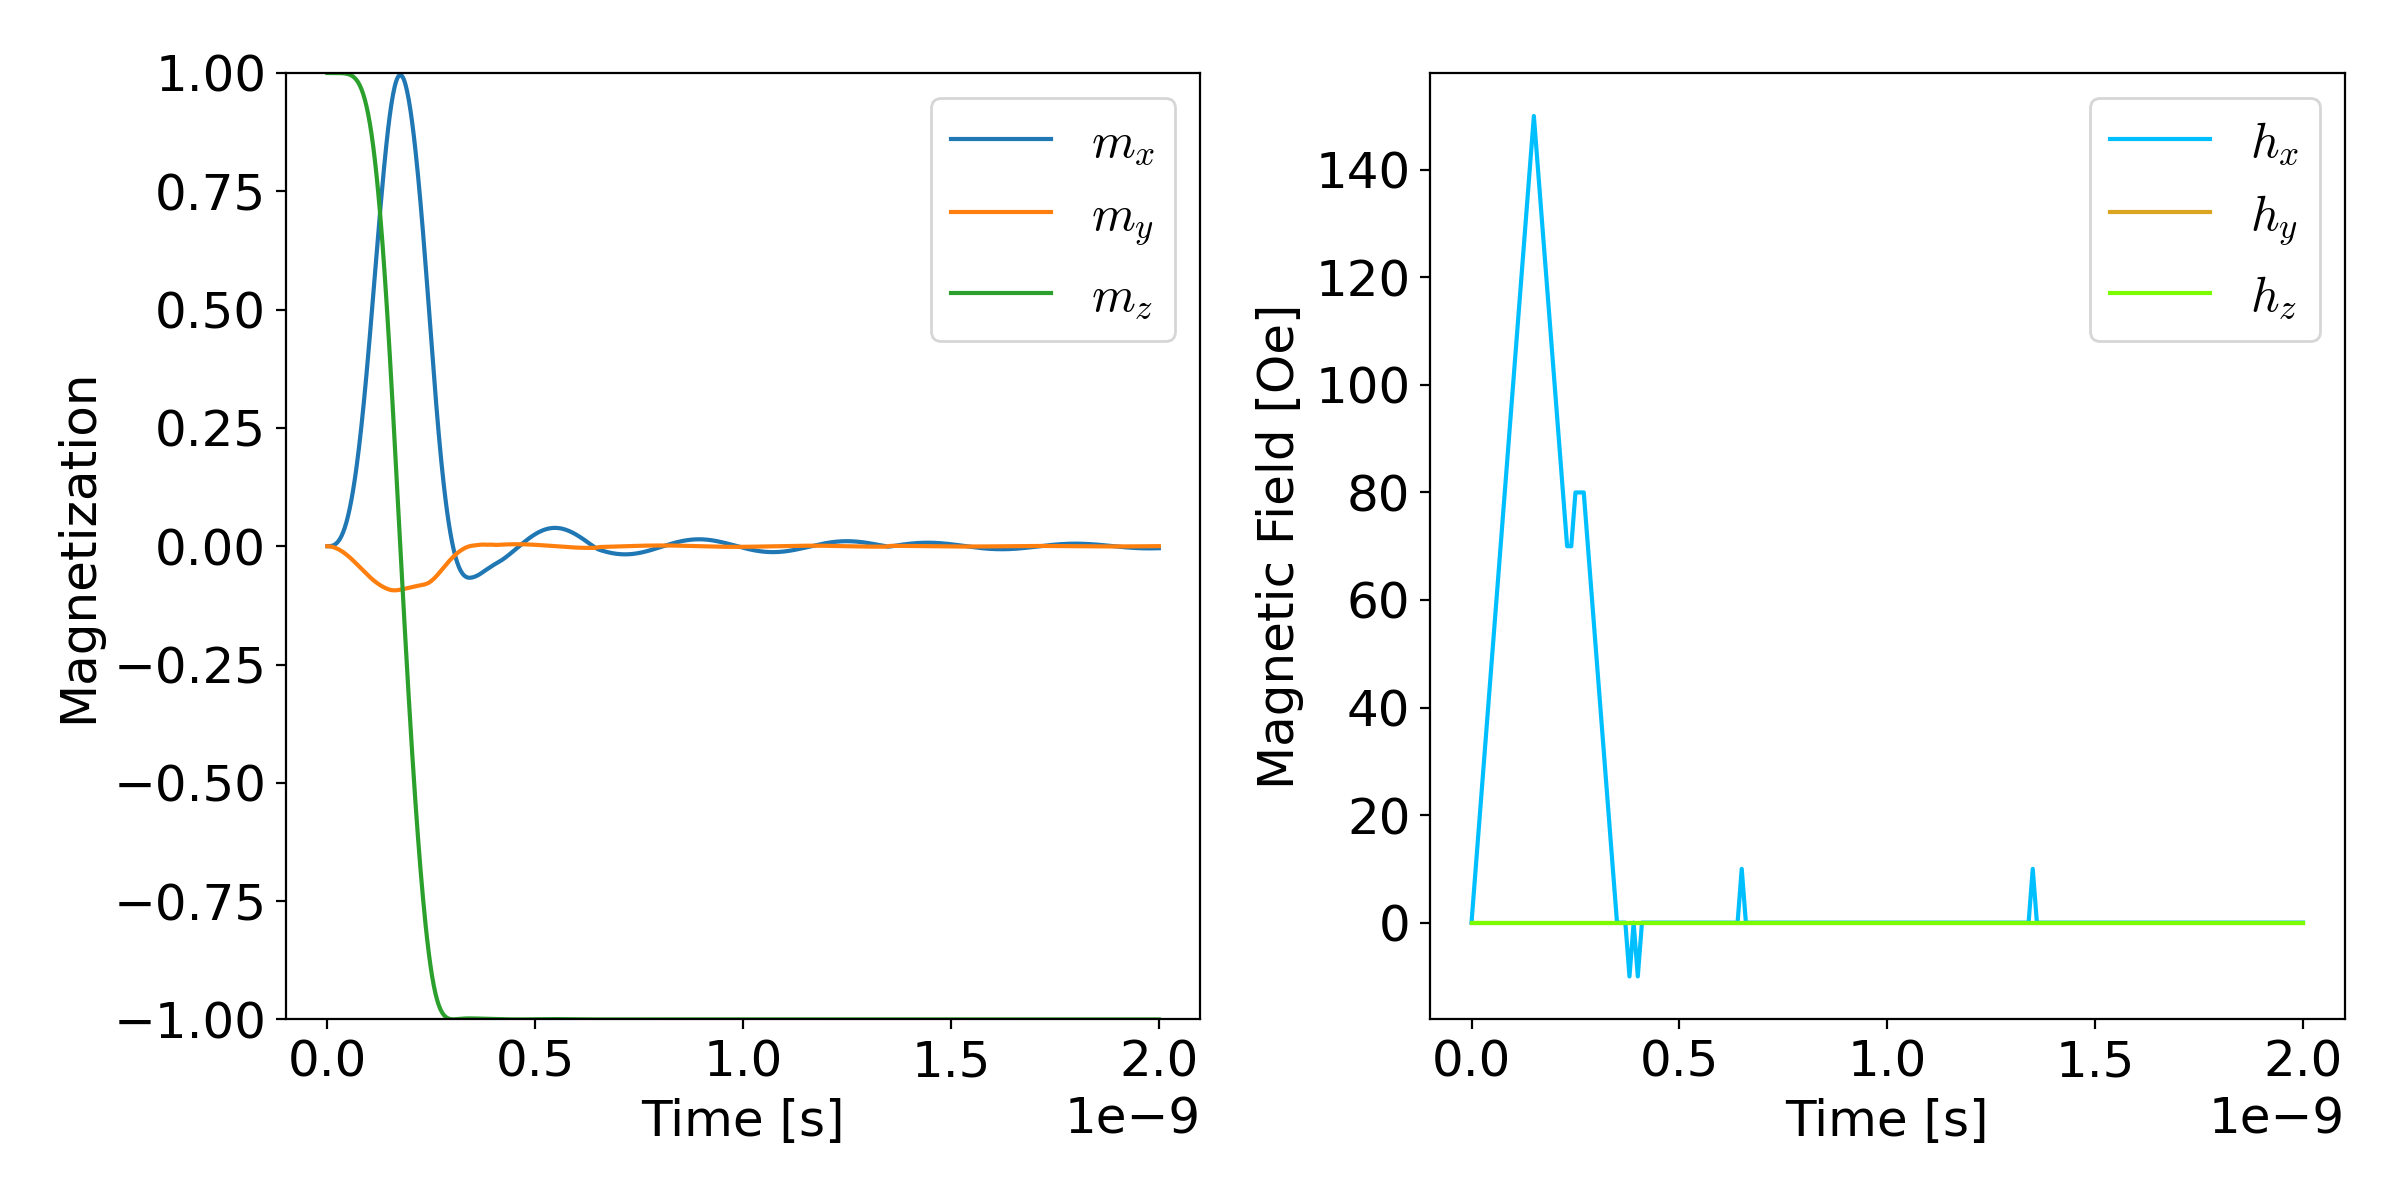 1.00
0.75
0.50
0.25
0.00
−0.25
−0.50
−0.75
−1.00
Magnetization
0.0 0.5 1.0 1.5 2.0
Time [s]
1e−9
m_x
m_y
m_z
140
120
100
80
60
40
20
0
Magnetic Field [Oe]
0.0 0.5 1.0 1.5 2.0
Time [s]
1e−9
h_x
h_y
h_z